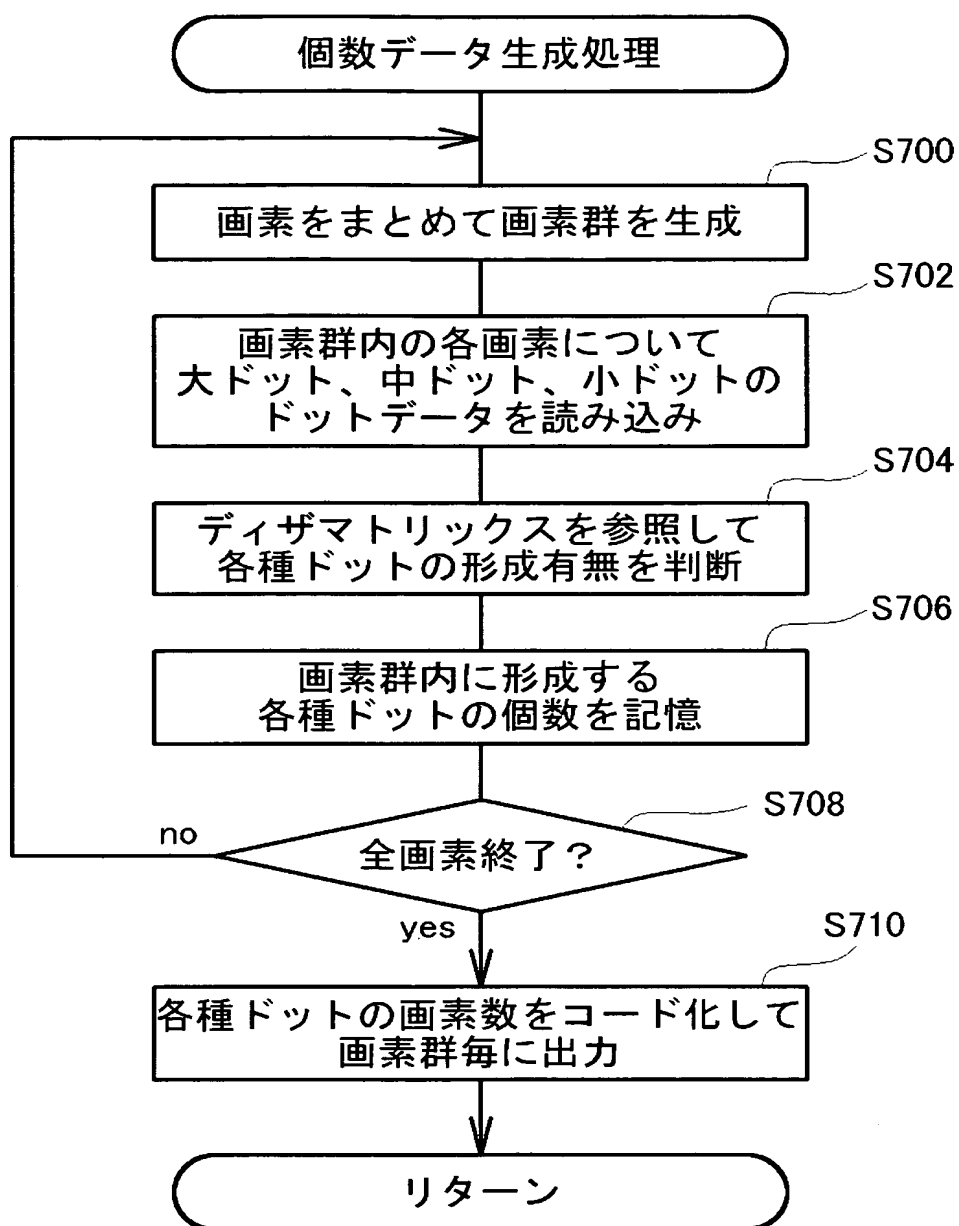 個数データ生成処理
S700
画素をまとめて画素群を生成
S702
画素群内の各画素について
大ドット、中ドット、小ドットの
ドットデータを読み込み
S704
ディザマトリックスを参照して
各種ドットの形成有無を判断
S706
画素群内に形成する
各種ドットの個数を記憶
S708
no
全画素終了？
yes
S710
各種ドットの画素数をコード化して
画素群毎に出力
リターン